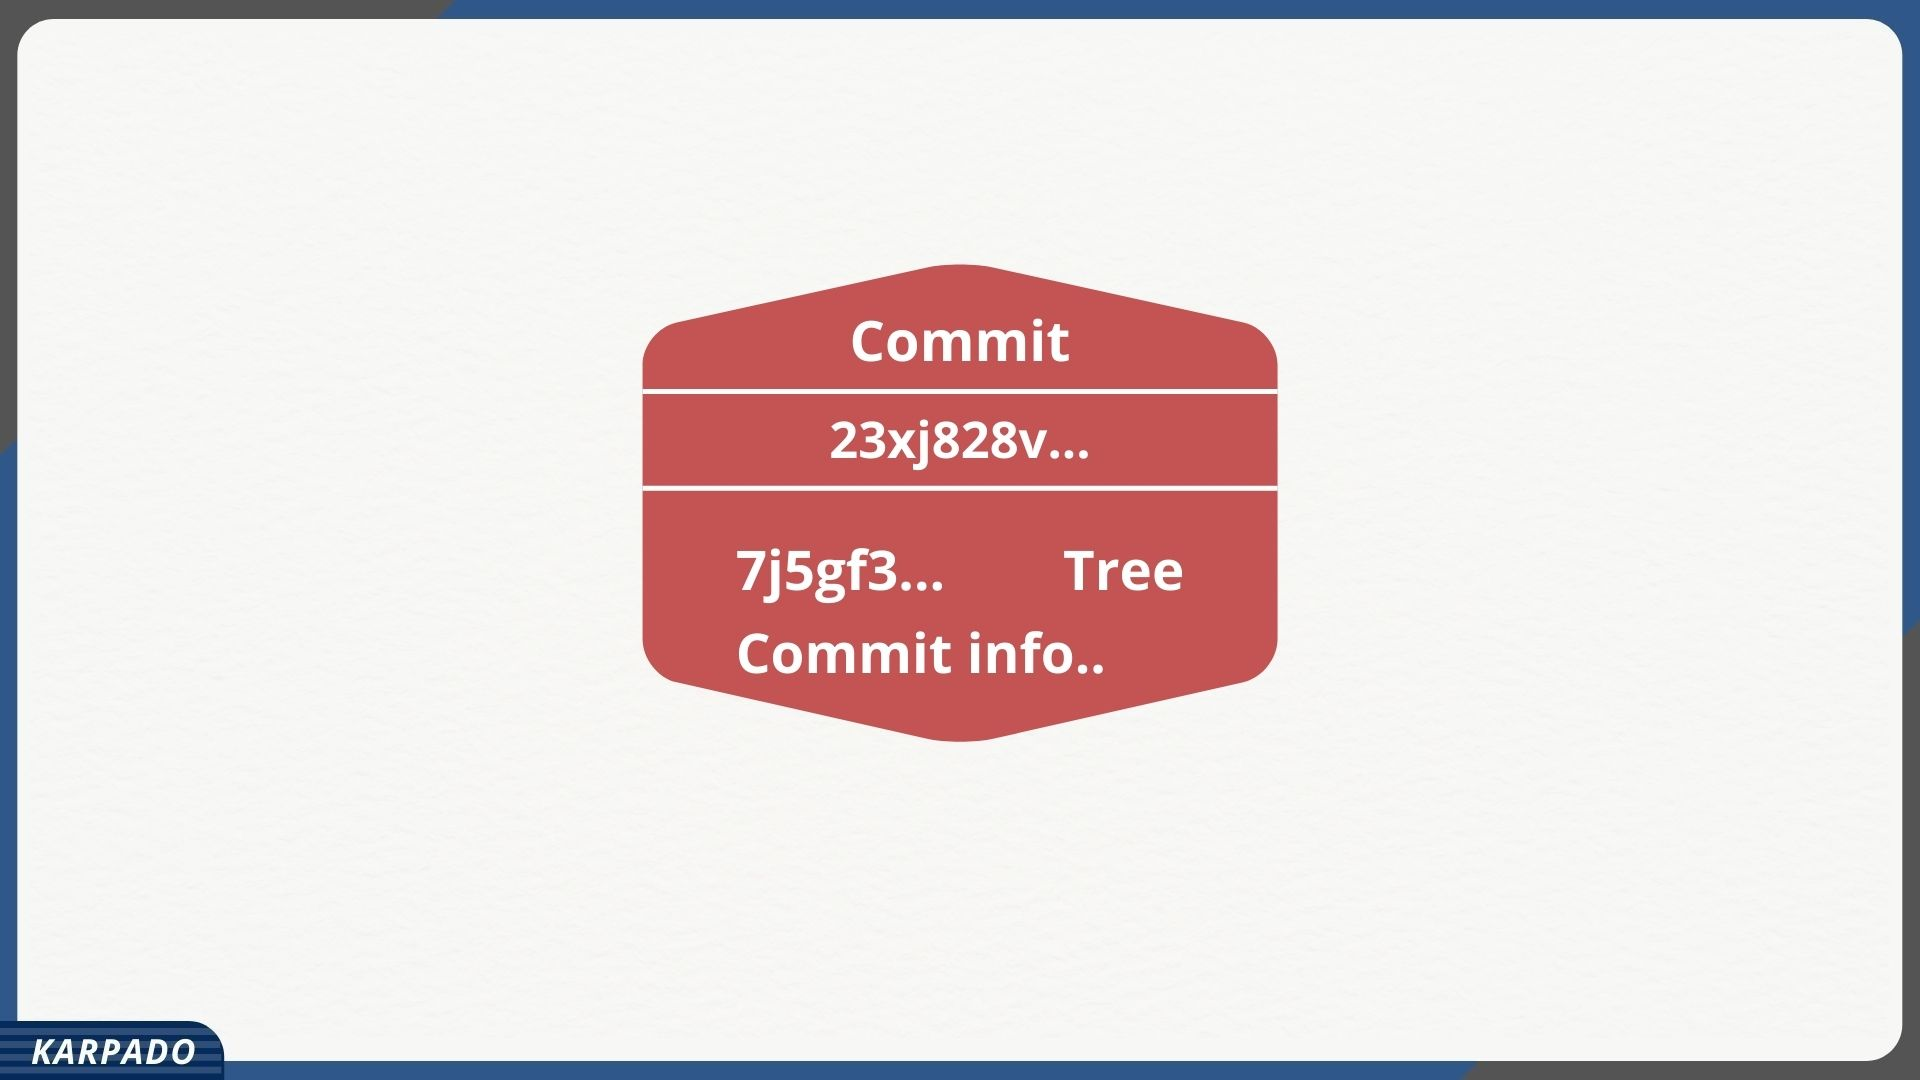 Commit
23xj828v...
7j5gf3... Tree
Commit info..
KARPADO